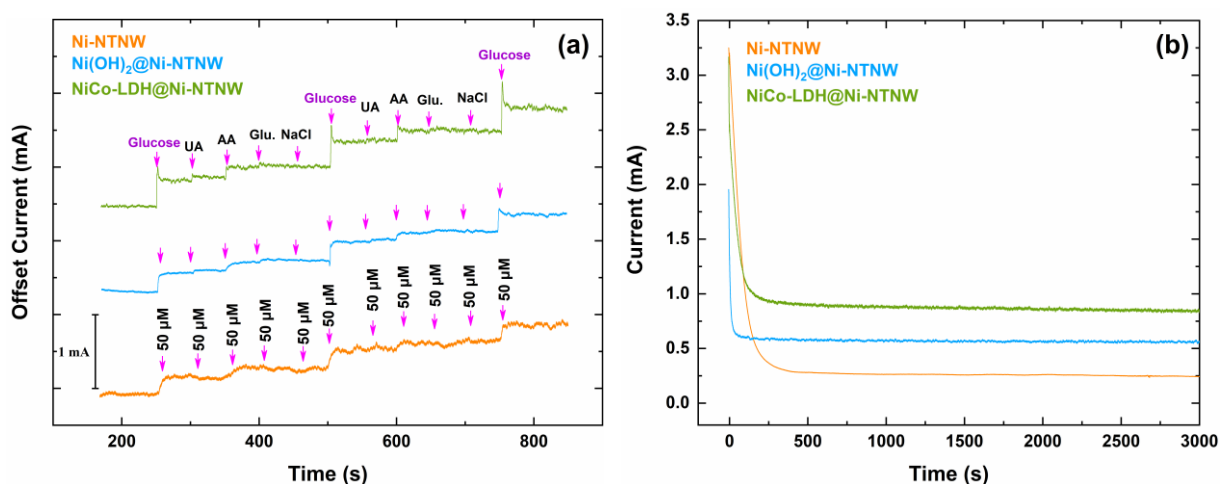 (a)
Ni-NTNW
Ni(OH)2@Ni-NTNW
NiCo-LDH@Ni-NTNW
Glucose
Glucose UA AA Glu. NaCl
Glucose UA AA Glu. NaCl
50 µM 50 µM 50 µM 50 µM 50 µM 50 µM 50 µM 50 µM 50 µM 50 µM 50 µM
1 mA
Offset Current (mA)
200 400 600 800
Time (s)
(b)
Ni-NTNW
Ni(OH)2@Ni-NTNW
NiCo-LDH@Ni-NTNW
Current (mA)
3.5
3.0
2.5
2.0
1.5
1.0
0.5
0.0
0 500 1000 1500 2000 2500 3000
Time (s)